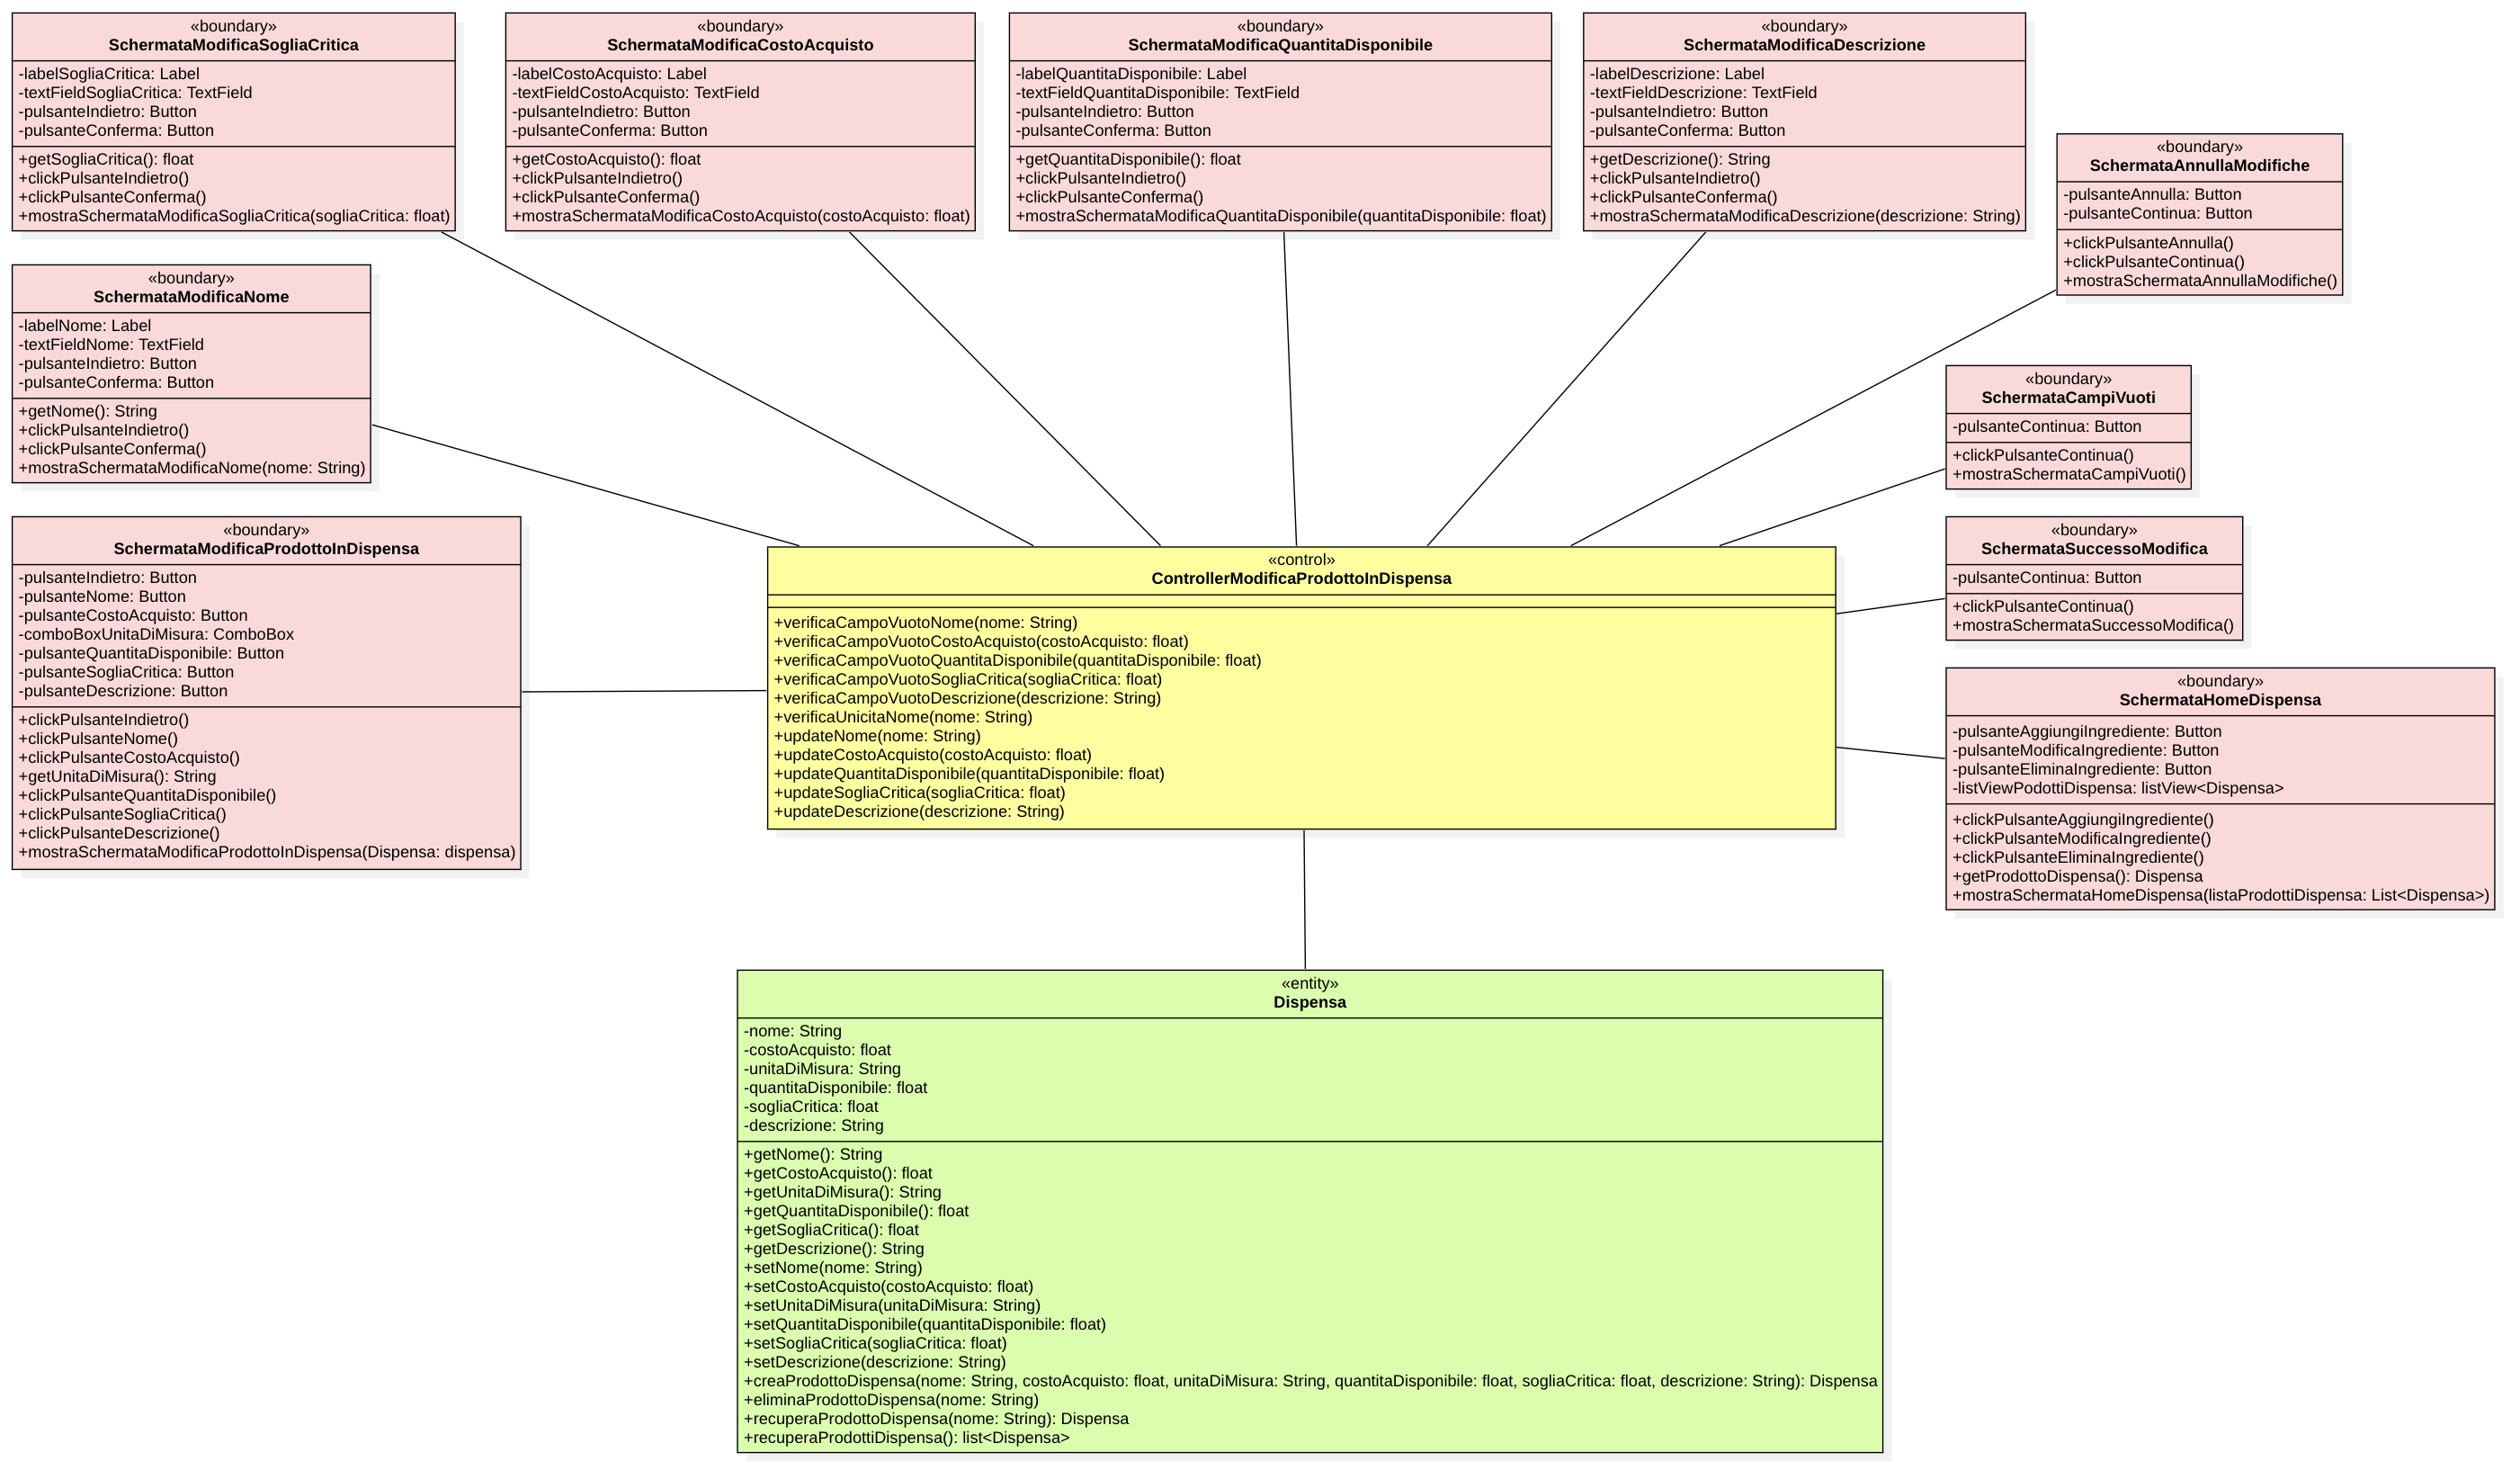 «boundary»
SchermataModificaSogliaCritica
-labelSogliaCritica: Label
-textFieldSogliaCritica: TextField
-pulsanteIndietro: Button
-pulsanteConferma: Button
+getSogliaCritica(): float
+clickPulsanteIndietro()
+clickPulsanteConferma()
+mostraSchermataModificaSogliaCritica(sogliaCritica: float)
«boundary»
SchermataModificaCostoAcquisto
-labelCostoAcquisto: Label
-textFieldCostoAcquisto: TextField
-pulsanteIndietro: Button
-pulsanteConferma: Button
+getCostoAcquisto(): float
+clickPulsanteIndietro()
+clickPulsanteConferma()
+mostraSchermataModificaCostoAcquisto(costoAcquisto: float)
«boundary»
SchermataModificaQuantitaDisponibile
-labelQuantitaDisponibile: Label
-textFieldQuantitaDisponibile: TextField
-pulsanteIndietro: Button
-pulsanteConferma: Button
+getQuantitaDisponibile(): float
+clickPulsanteIndietro()
+clickPulsanteConferma()
+mostraSchermataModificaQuantitaDisponibile(quantitaDisponibile: float)
«boundary»
SchermataModificaDescrizione
-labelDescrizione: Label
-textFieldDescrizione: TextField
-pulsanteIndietro: Button
-pulsanteConferma: Button
+getDescrizione(): String
+clickPulsanteIndietro()
+clickPulsanteConferma()
+mostraSchermataModificaDescrizione(descrizione: String)
«boundary»
SchermataAnnullaModifiche
-pulsanteAnnulla: Button
-pulsanteContinua: Button
+clickPulsanteAnnulla()
+clickPulsanteContinua()
+mostraSchermataAnnullaModifiche()
«boundary»
SchermataModificaNome
-labelNome: Label
-textFieldNome: TextField
-pulsanteIndietro: Button
-pulsanteConferma: Button
+getNome(): String
+clickPulsanteIndietro()
+clickPulsanteConferma()
+mostraSchermataModificaNome(nome: String)
«boundary»
SchermataCampiVuoti
-pulsanteContinua: Button
+clickPulsanteContinua()
+mostraSchermataCampiVuoti()
«boundary»
SchermataModificaProdottoInDispensa
-pulsanteIndietro: Button
-pulsanteNome: Button
-pulsanteCostoAcquisto: Button
-comboBoxUnitaDiMisura: ComboBox
-pulsanteQuantitaDisponibile: Button
-pulsanteSogliaCritica: Button
-pulsanteDescrizione: Button
+clickPulsanteIndietro()
+clickPulsanteNome()
+clickPulsanteCostoAcquisto()
+getUnitaDiMisura(): String
+clickPulsanteQuantitaDisponibile()
+clickPulsanteSogliaCritica()
+clickPulsanteDescrizione()
+mostraSchermataModificaProdottoInDispensa(Dispensa: dispensa)
«control»
ControllerModificaProdottoInDispensa
+verificaCampoVuotoNome(nome: String)
+verificaCampoVuotoCostoAcquisto(costoAcquisto: float)
+verificaCampoVuotoQuantitaDisponibile(quantitaDisponibile: float)
+verificaCampoVuotoSogliaCritica(sogliaCritica: float)
+verificaCampoVuotoDescrizione(descrizione: String)
+verificaUnicitaNome(nome: String)
+updateNome(nome: String)
+updateCostoAcquisto(costoAcquisto: float)
+updateQuantitaDisponibile(quantitaDisponibile: float)
+updateSogliaCritica(sogliaCritica: float)
+updateDescrizione(descrizione: String)
«boundary»
SchermataSuccessoModifica
-pulsanteContinua: Button
+clickPulsanteContinua()
+mostraSchermataSuccessoModifica()
«boundary»
SchermataHomeDispensa
-pulsanteAggiungiIngrediente: Button
-pulsanteModificaIngrediente: Button
-pulsanteEliminaIngrediente: Button
-listViewPodottiDispensa: listView<Dispensa>
+clickPulsanteAggiungiIngrediente()
+clickPulsanteModificaIngrediente()
+clickPulsanteEliminaIngrediente()
+getProdottoDispensa(): Dispensa
+mostraSchermataHomeDispensa(listaProdottiDispensa: List<Dispensa>)
«entity»
Dispensa
-nome: String
-costoAcquisto: float
-unitaDiMisura: String
-quantitaDisponibile: float
-sogliaCritica: float
-descrizione: String
+getNome(): String
+getCostoAcquisto(): float
+getUnitaDiMisura(): String
+getQuantitaDisponibile(): float
+getSogliaCritica(): float
+getDescrizione(): String
+setNome(nome: String)
+setCostoAcquisto(costoAcquisto: float)
+setUnitaDiMisura(unitaDiMisura: String)
+setQuantitaDisponibile(quantitaDisponibile: float)
+setSogliaCritica(sogliaCritica: float)
+setDescrizione(descrizione: String)
+creaProdottoDispensa(nome: String, costoAcquisto: float, unitaDiMisura: String, quantitaDisponibile: float, sogliaCritica: float, descrizione: String): Dispensa
+eliminaProdottoDispensa(nome: String)
+recuperaProdottoDispensa(nome: String): Dispensa
+recuperaProdottiDispensa(): list<Dispensa>